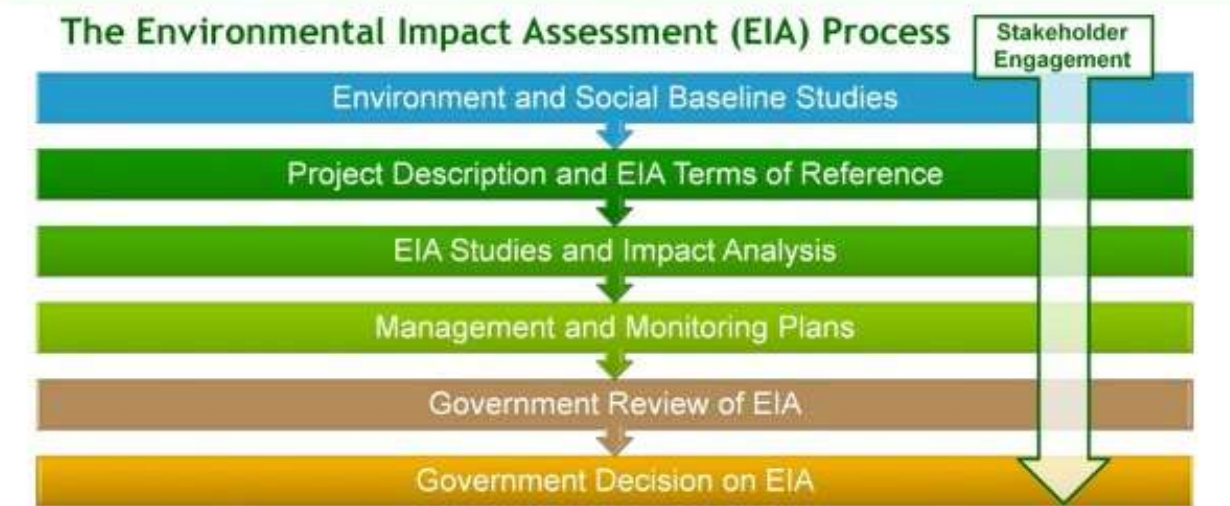 The Environmental Impact Assessment (EIA) Process
Stakeholder
Engagement
Environment and Social Baseline Studies
Project Description and EIA Terms of Reference
EIA Studies and Impact Analysis
Management and Monitoring Plans
Government Review of EIA
Government Decision on EIA